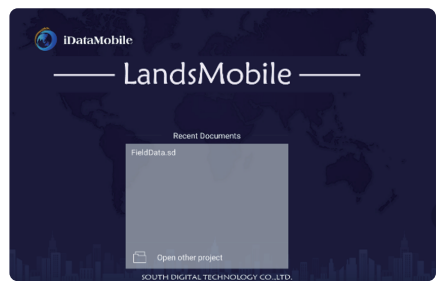 iDataMobile
LandsMobile
Recent Documents
FieldData.sd
Open other project
SOUTH DIGITAL TECHNOLOGY CO.,LTD.